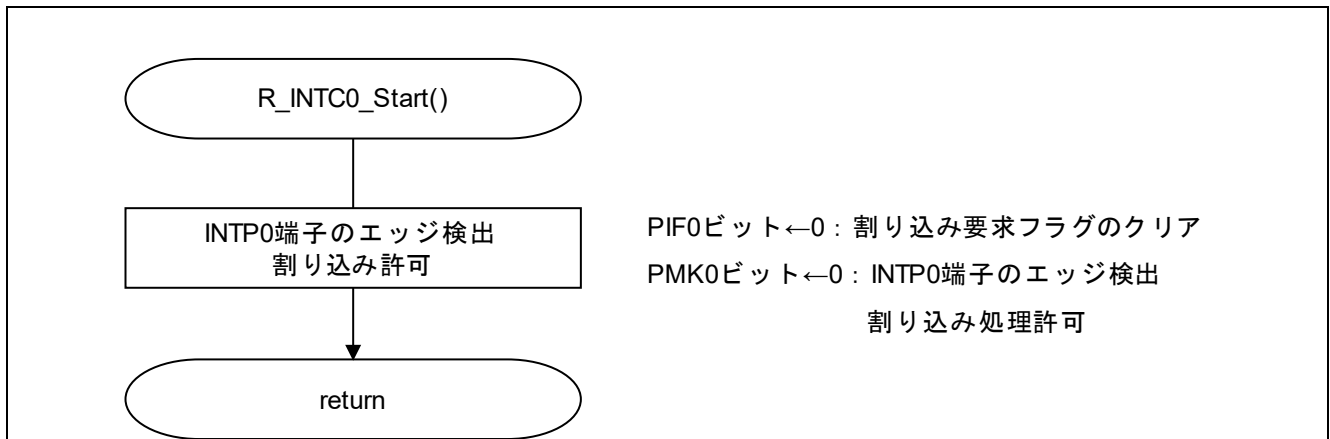 R_INTC0_Start()
INTP0端子のエッジ検出
割り込み許可
PIF0ビット←0：割り込み要求フラグのクリア
PMK0ビット←0：INTP0端子のエッジ検出
割り込み処理許可
return